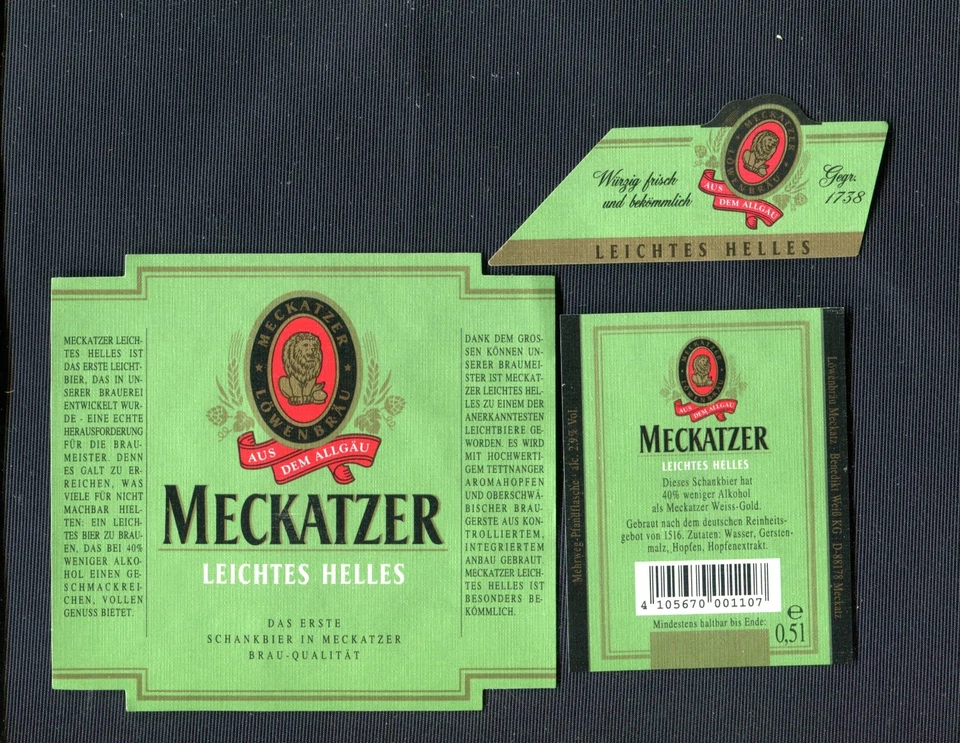 MECKATZER
LÖWENBRÄU
Würzig frisch
und bekömmlich
AUS
DEM ALLGÄU
Gegr.
1738
LEICHTES HELLES
MECKATZER LEICH-
TES HELLES IST
DAS ERSTE LEICHT-
BIER, DAS IN UN-
SERER BRAUEREI
ENTWICKELT WUR-
DE - EINE ECHTE
HERAUSFORDERUNG
FÜR DIE BRAU-
MEISTER. DENN
ES GALT ZU ER-
REICHEN, WAS
VIELE FÜR NICHT
MACHBAR HIEL-
TEN: EIN LEICH-
TES BIER ZU BRAU-
EN, DAS BEI 40%
WENIGER ALKO-
HOL EINEN GE-
SCHMACKREI-
CHEN, VOLLEN
GENUSS BIETET.
MECKATZER
LÖWENBRÄU
AUS
DEM ALLGÄU
MECKATZER
LEICHTES HELLES
DAS ERSTE
SCHANKBIER IN MECKATZER
BRAU-QUALITÄT
DANK DEM GROS-
SEN KÖNNEN UN-
SERER BRAUMEI-
STER IST MECKAT-
ZER LEICHTES HEL-
LES ZU EINEM DER
ANERKANNTESTEN
LEICHTBIERE GE-
WORDEN. ES WIRD
MIT HOCHWERTI-
GEM TETTNANGER
AROMAHOPFEN
UND OBERSCHWÄ-
BISCHER BRAU-
GERSTE AUS KON-
TROLLIERTEM,
INTEGRIERTEM
ANBAU GEBRAUT.
MECKATZER LEICH-
TES HELLES IST
BESONDERS BE-
KÖMMLICH.
Mehrweg-Pfandflasche · alc. 2,9% Vol.
MECKATZER
LÖWENBRÄU
AUS
DEM ALLGÄU
MECKATZER
LEICHTES HELLES
Dieses Schankbier hat
40% weniger Alkohol
als Meckatzer Weiss-Gold.
Gebraut nach dem deutschen Reinheits-
gebot von 1516. Zutaten: Wasser, Gersten-
malz, Hopfen, Hopfenextrakt.
4 105670 001107
Mindestens haltbar bis Ende:
e
0,5l
Löwenbräu Meckatz · Benedikt Weiß KG · D-88178 Meckatz